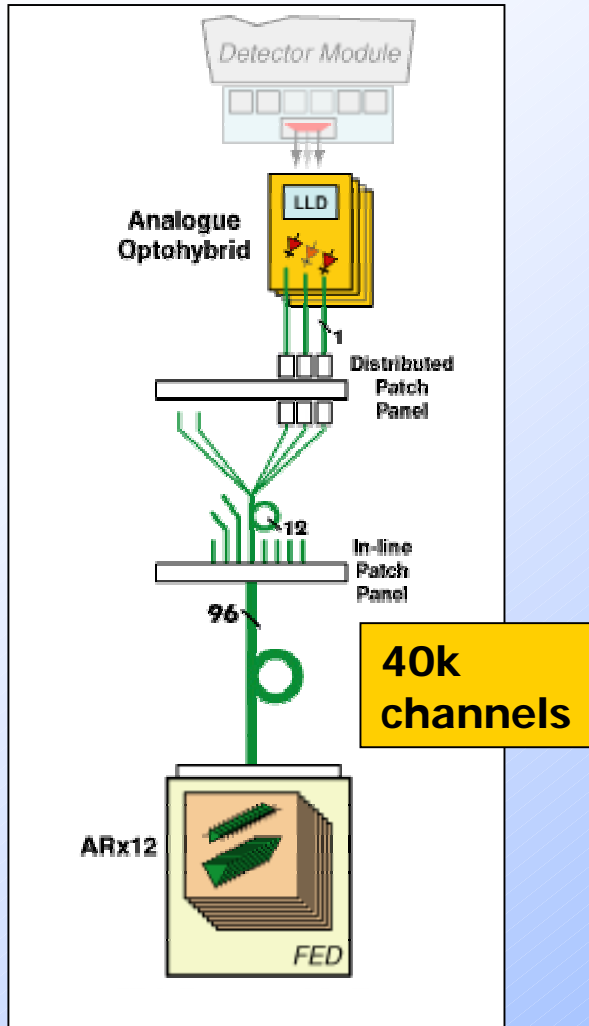 Detector Module
LLD
Analogue
Optohybrid
1
Distributed
Patch
Panel
12
In-line
Patch
Panel
96
40k
channels
ARx12
FED